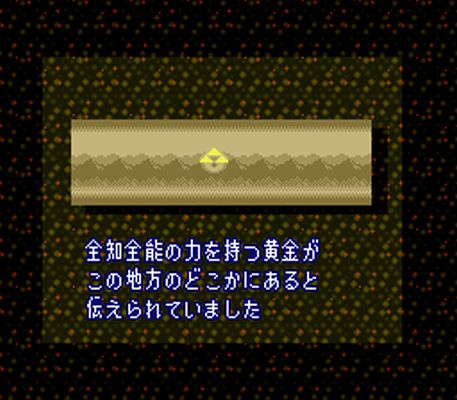 全知全能の力を持つ黄金が
この地方のどこかにあると
伝えられていました